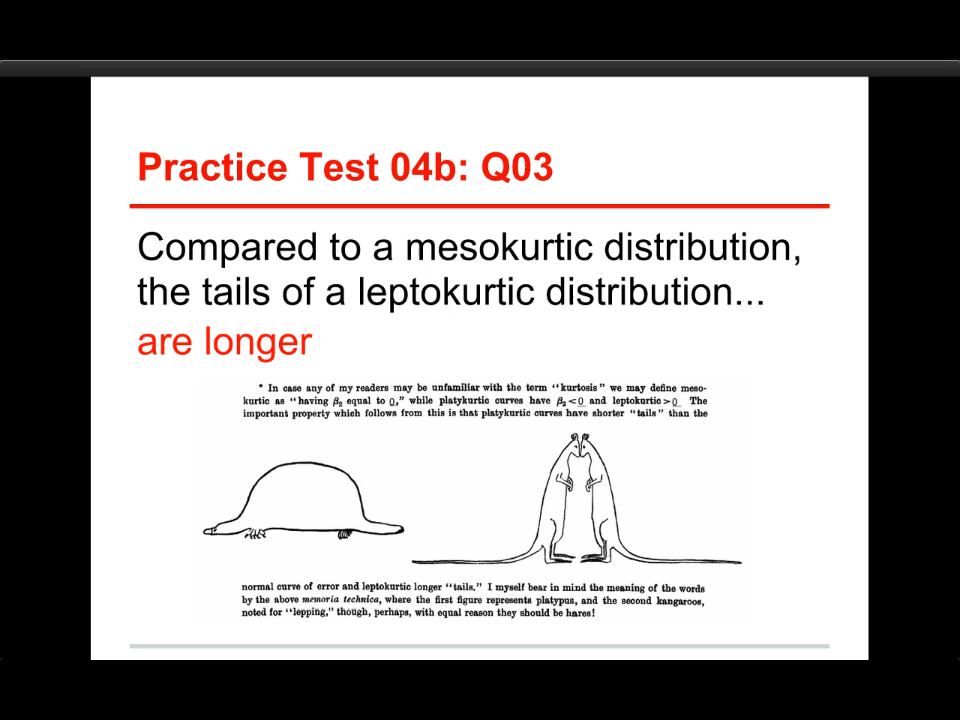 Practice Test 04b: Q03
Compared to a mesokurtic distribution,
the tails of a leptokurtic distribution...
are longer
* In case any of my readers may be unfamiliar with the term "kurtosis" we may define meso-
kurtic as "having β₂ equal to 0," while platykurtic curves have β₂<0 and leptokurtic>0 The
important property which follows from this is that platykurtic curves have shorter "tails" than the
normal curve of error and leptokurtic longer "tails." I myself bear in mind the meaning of the words
by the above memoria technica, where the first figure represents platypus, and the second kangaroos,
noted for "lepping," though, perhaps, with equal reason they should be hares!